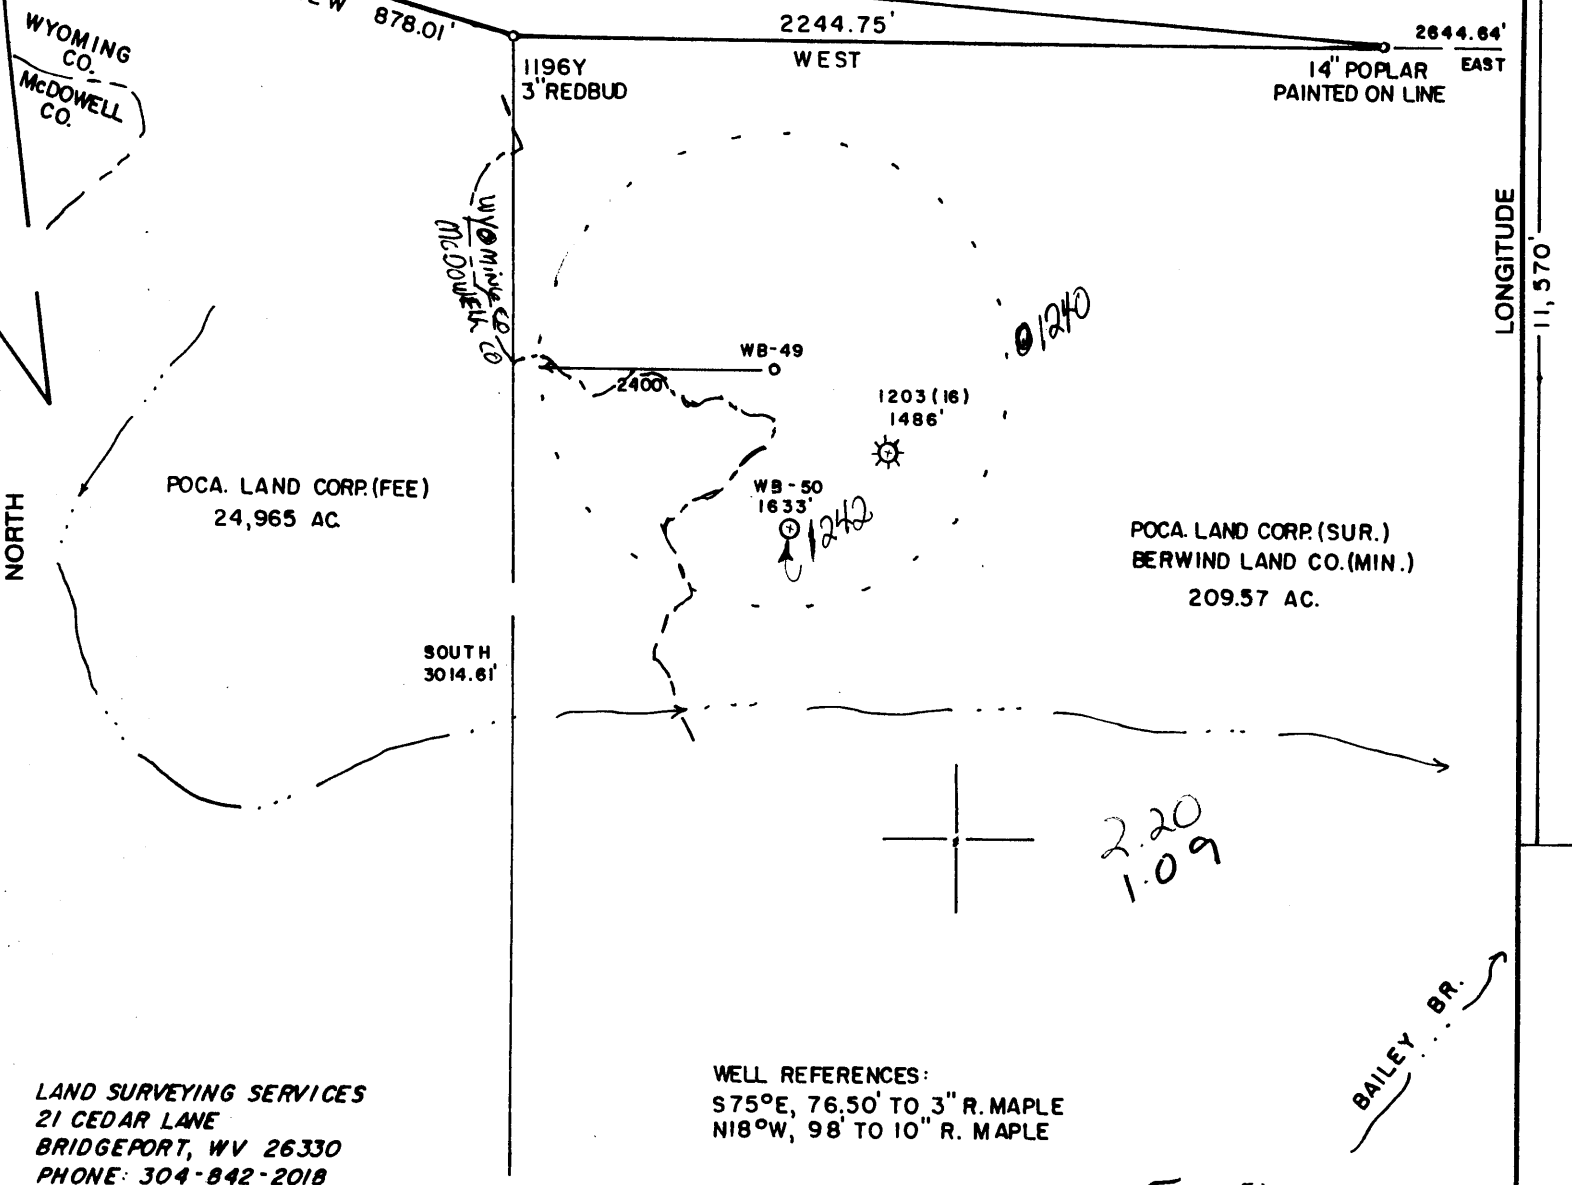 W
878.01'
2244.75'
WEST
2644.64'
EAST
WYOMING
CO.
McDOWELL
CO.
1196Y
3" REDBUD
14" POPLAR
PAINTED ON LINE
LONGITUDE
11,570'
WYOMING CO
McDOWELL CO
WB-49
2400'
1240
1203(16)
1486'
WB-50
1633'
1242
POCA. LAND CORP.(FEE)
24,965 AC.
NORTH
POCA. LAND CORP.(SUR.)
BERWIND LAND CO.(MIN.)
209.57 AC.
SOUTH
3014.61'
2.20
1.09
BAILEY BR.
LAND SURVEYING SERVICES
21 CEDAR LANE
BRIDGEPORT, WV 26330
PHONE: 304-842-2018
WELL REFERENCES:
S75°E, 76.50' TO 3" R. MAPLE
N18°W, 98' TO 10" R. MAPLE